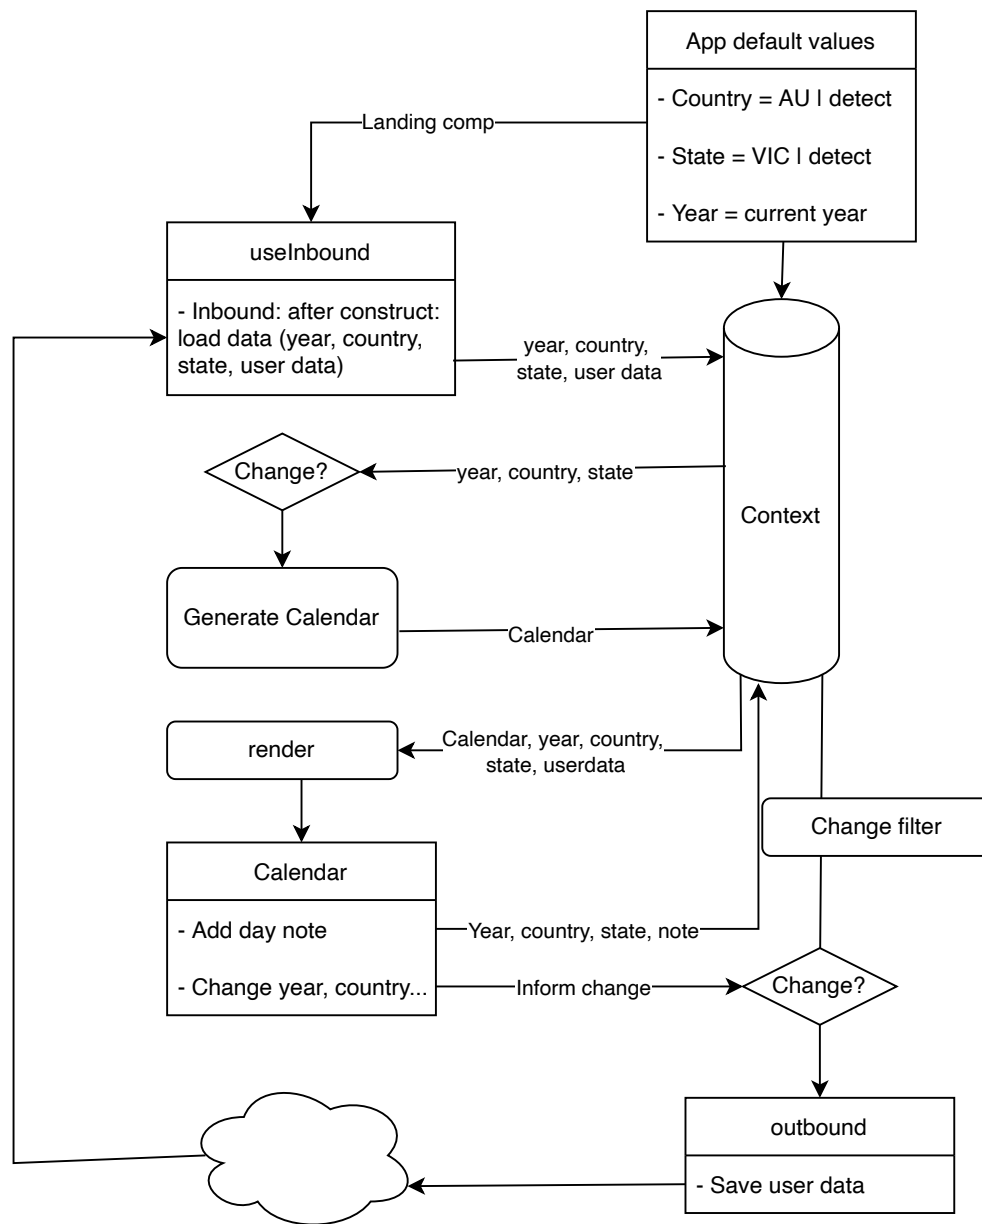 App default values
- Country = AU | detect
- State = VIC | detect
- Year = current year
Landing comp
useInbound
- Inbound: after construct:
load data (year, country,
state, user data)
year, country,
state, user data
Change?
year, country, state
Context
Generate Calendar
Calendar
render
Calendar, year, country,
state, userdata
Change filter
Calendar
- Add day note
- Change year, country...
Year, country, state, note
Inform change
Change?
outbound
- Save user data